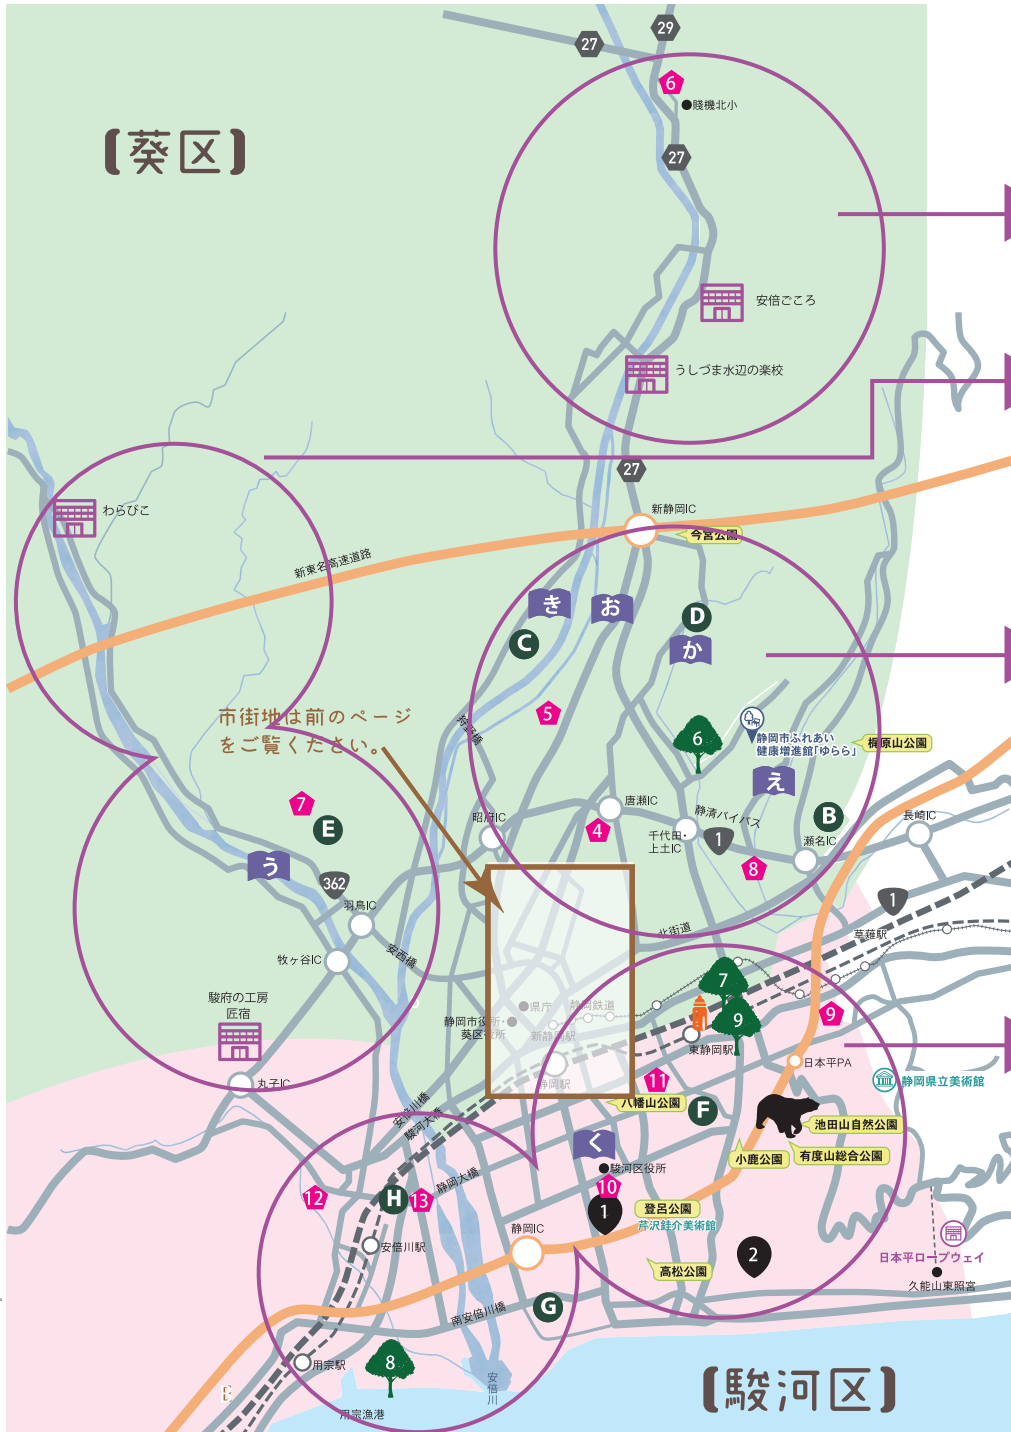 27
29
6
賤機北小
【葵区】
27
安倍ごころ
うしづま水辺の楽校
27
わらびこ
新静岡IC
今宮公園
新東名高速道路
き
お
D
C
か
市街地は前のページ
をご覧ください。
5
狩野橋
6
静岡市ふれあい
健康増進館「ゆらら」
梶原山公園
え
7
E
昭府IC
唐瀬IC
4
静清バイパス
千代田・
上土IC
1
B
瀬名IC
長崎IC
8
う
362
羽鳥IC
1
北街道
草薙駅
牧ヶ谷IC
安西橋
駿府の工房
匠宿
県庁
静岡鉄道
静岡市役所・
葵区役所
新静岡駅
7
9
9
東静岡駅
静岡駅
日本平PA
丸子IC
11
静岡県立美術館
八幡山公園
F
安倍川橋
駿河大橋
池田山自然公園
く
小鹿公園
有度山総合公園
駿河区役所
静岡大橋
12
H
13
10
1
登呂公園
芹沢銈介美術館
静岡IC
安倍川駅
2
日本平ロープウェイ
高松公園
久能山東照宮
南安倍川橋
G
用宗駅
8
安倍川
用宗漁港
【駿河区】